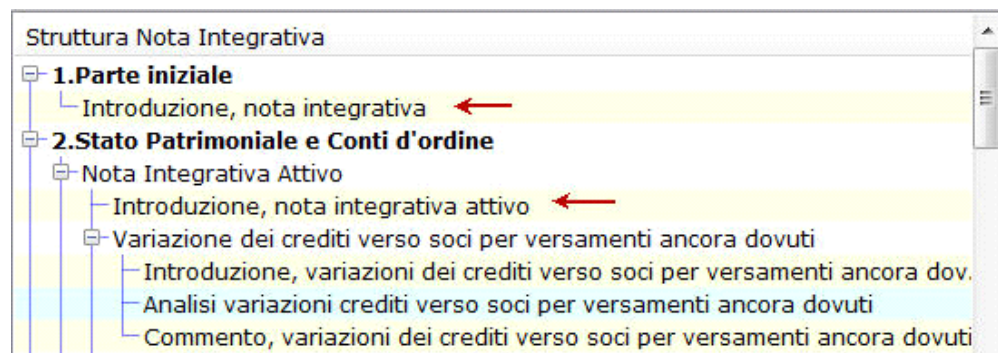 Struttura Nota Integrativa
1.Parte iniziale
Introduzione, nota integrativa
2.Stato Patrimoniale e Conti d'ordine
Nota Integrativa Attivo
Introduzione, nota integrativa attivo
Variazione dei crediti verso soci per versamenti ancora dovuti
Introduzione, variazioni dei crediti verso soci per versamenti ancora dov.
Analisi variazioni crediti verso soci per versamenti ancora dovuti
Commento, variazioni dei crediti verso soci per versamenti ancora dovuti